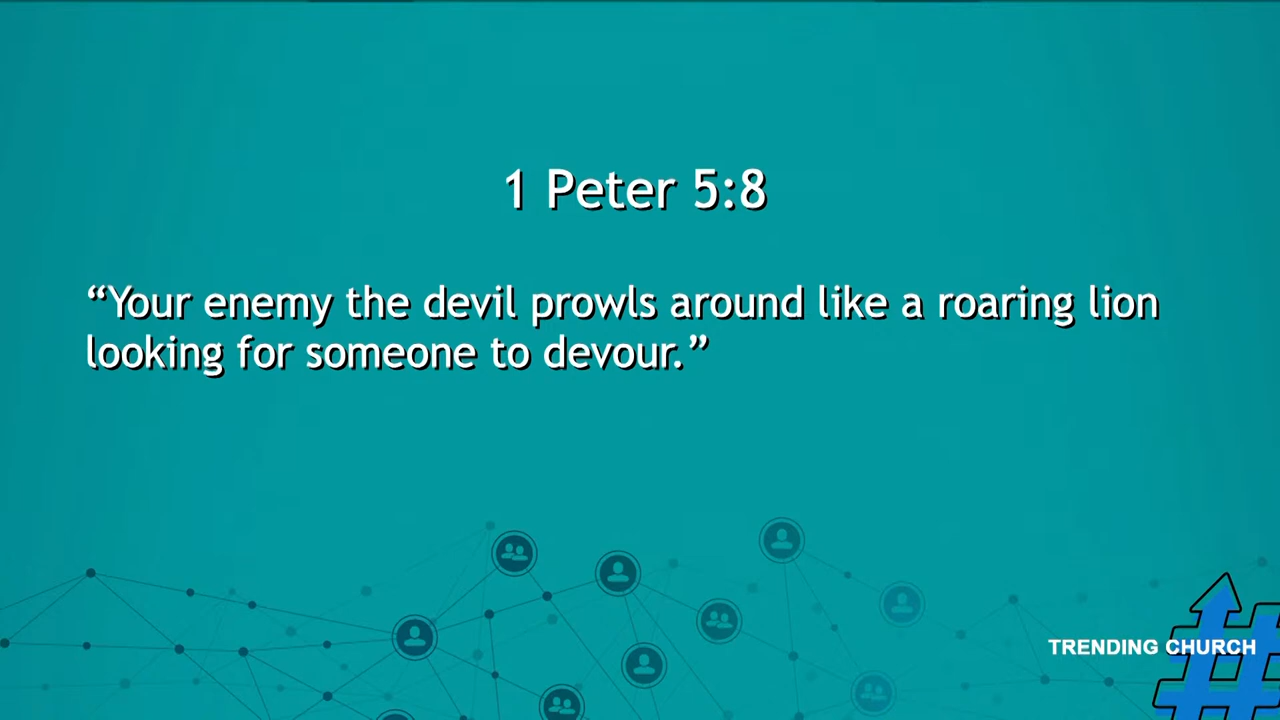 1 Peter 5:8
“Your enemy the devil prowls around like a roaring lion
looking for someone to devour.”
TRENDING CHURCH